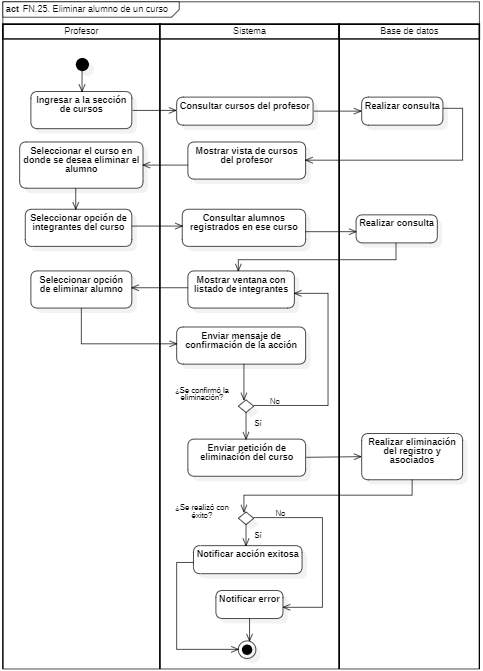 act FN.25. Eliminar alumno de un curso
Profesor
Sistema
Base de datos
Ingresar a la sección
de cursos
Consultar cursos del profesor
Realizar consulta
Seleccionar el curso en
donde se desea eliminar el
alumno
Mostrar vista de cursos
del profesor
Seleccionar opción de
integrantes del curso
Consultar alumnos
registrados en ese curso
Realizar consulta
Seleccionar opción
de eliminar alumno
Mostrar ventana con
listado de integrantes
Enviar mensaje de
confirmación de la acción
¿Se confirmó la
eliminación?
No
Sí
Enviar petición de
eliminación del curso
Realizar eliminación
del registro y
asociados
¿Se realizó con
éxito?
No
Sí
Notificar acción exitosa
Notificar error